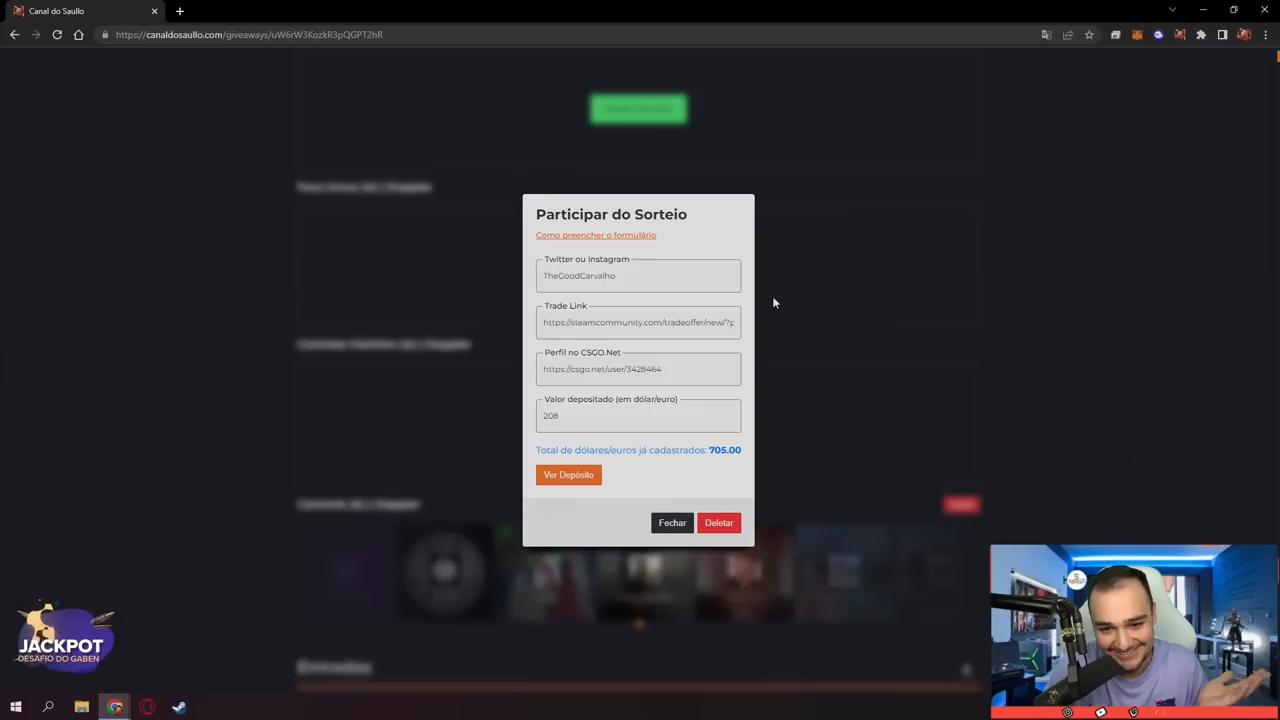 Canal do Saullo
https://canaldosaullo.com/giveaways/uW6rW3KozkR3pQGPT2hR
Participar do Sorteio
Como preencher o formulário
Twitter ou Instagram
TheGoodCarvalho
Trade Link
https://steamcommunity.com/tradeoffer/new/?p
Perfil no CSGO.Net
https://csgo.net/user/3428464
Valor depositado (em dólar/euro)
208
Total de dólares/euros já cadastrados: 705.00
Ver Depósito
Fechar Deletar
Entradas
JACKPOT
DESAFIO DO GABEN